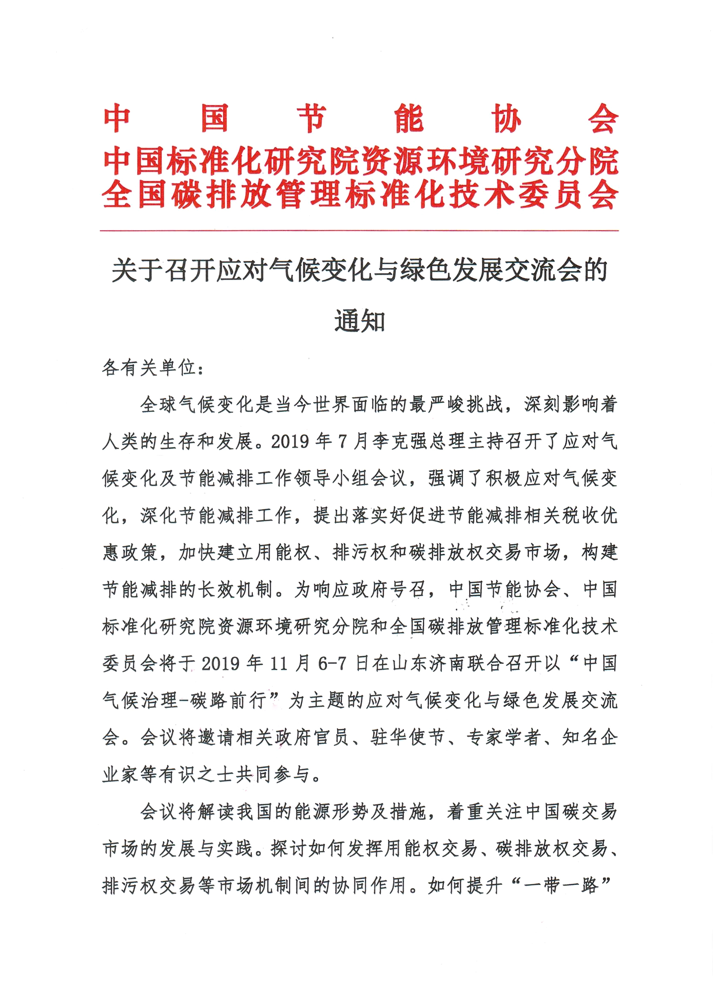 中国节能协会
中国标准化研究院资源环境研究分院
全国碳排放管理标准化技术委员会
关于召开应对气候变化与绿色发展交流会的
通知
各有关单位：
全球气候变化是当今世界面临的最严峻挑战，深刻影响着
人类的生存和发展。2019 年 7 月李克强总理主持召开了应对气
候变化及节能减排工作领导小组会议，强调了积极应对气候变
化，深化节能减排工作，提出落实好促进节能减排相关税收优
惠政策，加快建立用能权、排污权和碳排放权交易市场，构建
节能减排的长效机制。为响应政府号召，中国节能协会、中国
标准化研究院资源环境研究分院和全国碳排放管理标准化技术
委员会将于 2019 年 11 月 6-7 日在山东济南联合召开以“中国
气候治理-碳路前行”为主题的应对气候变化与绿色发展交流
会。会议将邀请相关政府官员、驻华使节、专家学者、知名企
业家等有识之士共同参与。
会议将解读我国的能源形势及措施，着重关注中国碳交易
市场的发展与实践。探讨如何发挥用能权交易、碳排放权交易、
排污权交易等市场机制间的协同作用。如何提升“一带一路”